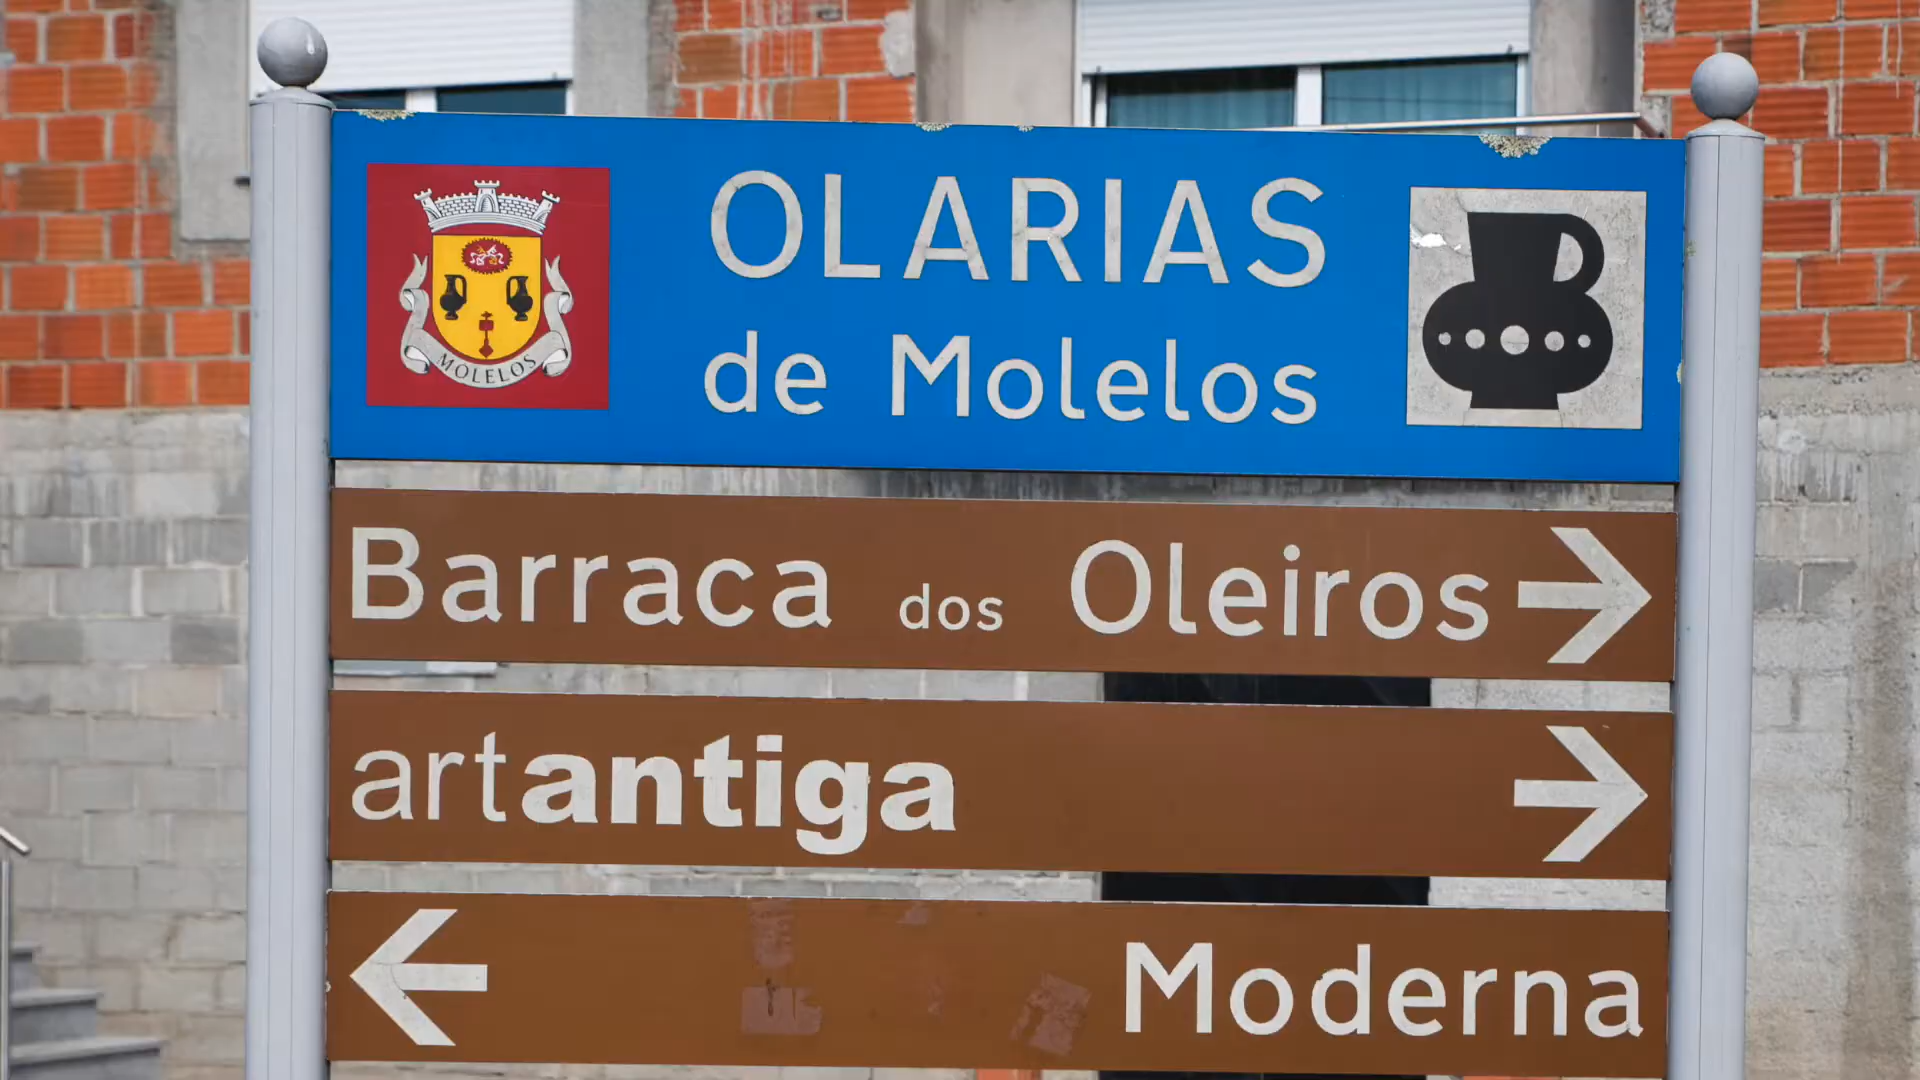 OLARIAS
de Molelos
MOLELOS
Barraca dos Oleiros
artantiga
Moderna